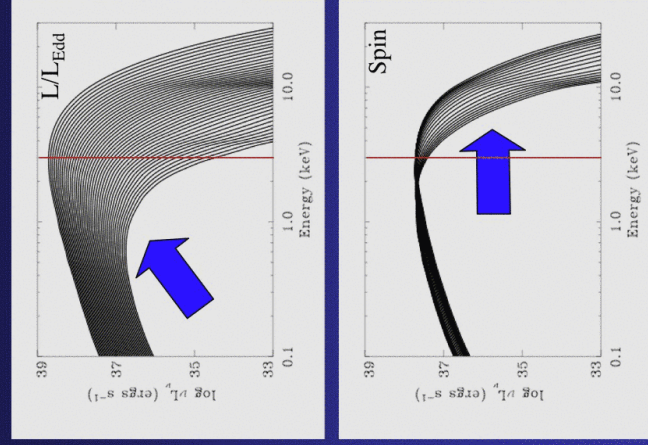 L/L_Edd
39
37
35
33
log νL_ν (ergs s⁻¹)
0.1 1.0 10.0
Energy (keV)
Spin
39
37
35
33
log νL_ν (ergs s⁻¹)
0.1 1.0 10.0
Energy (keV)